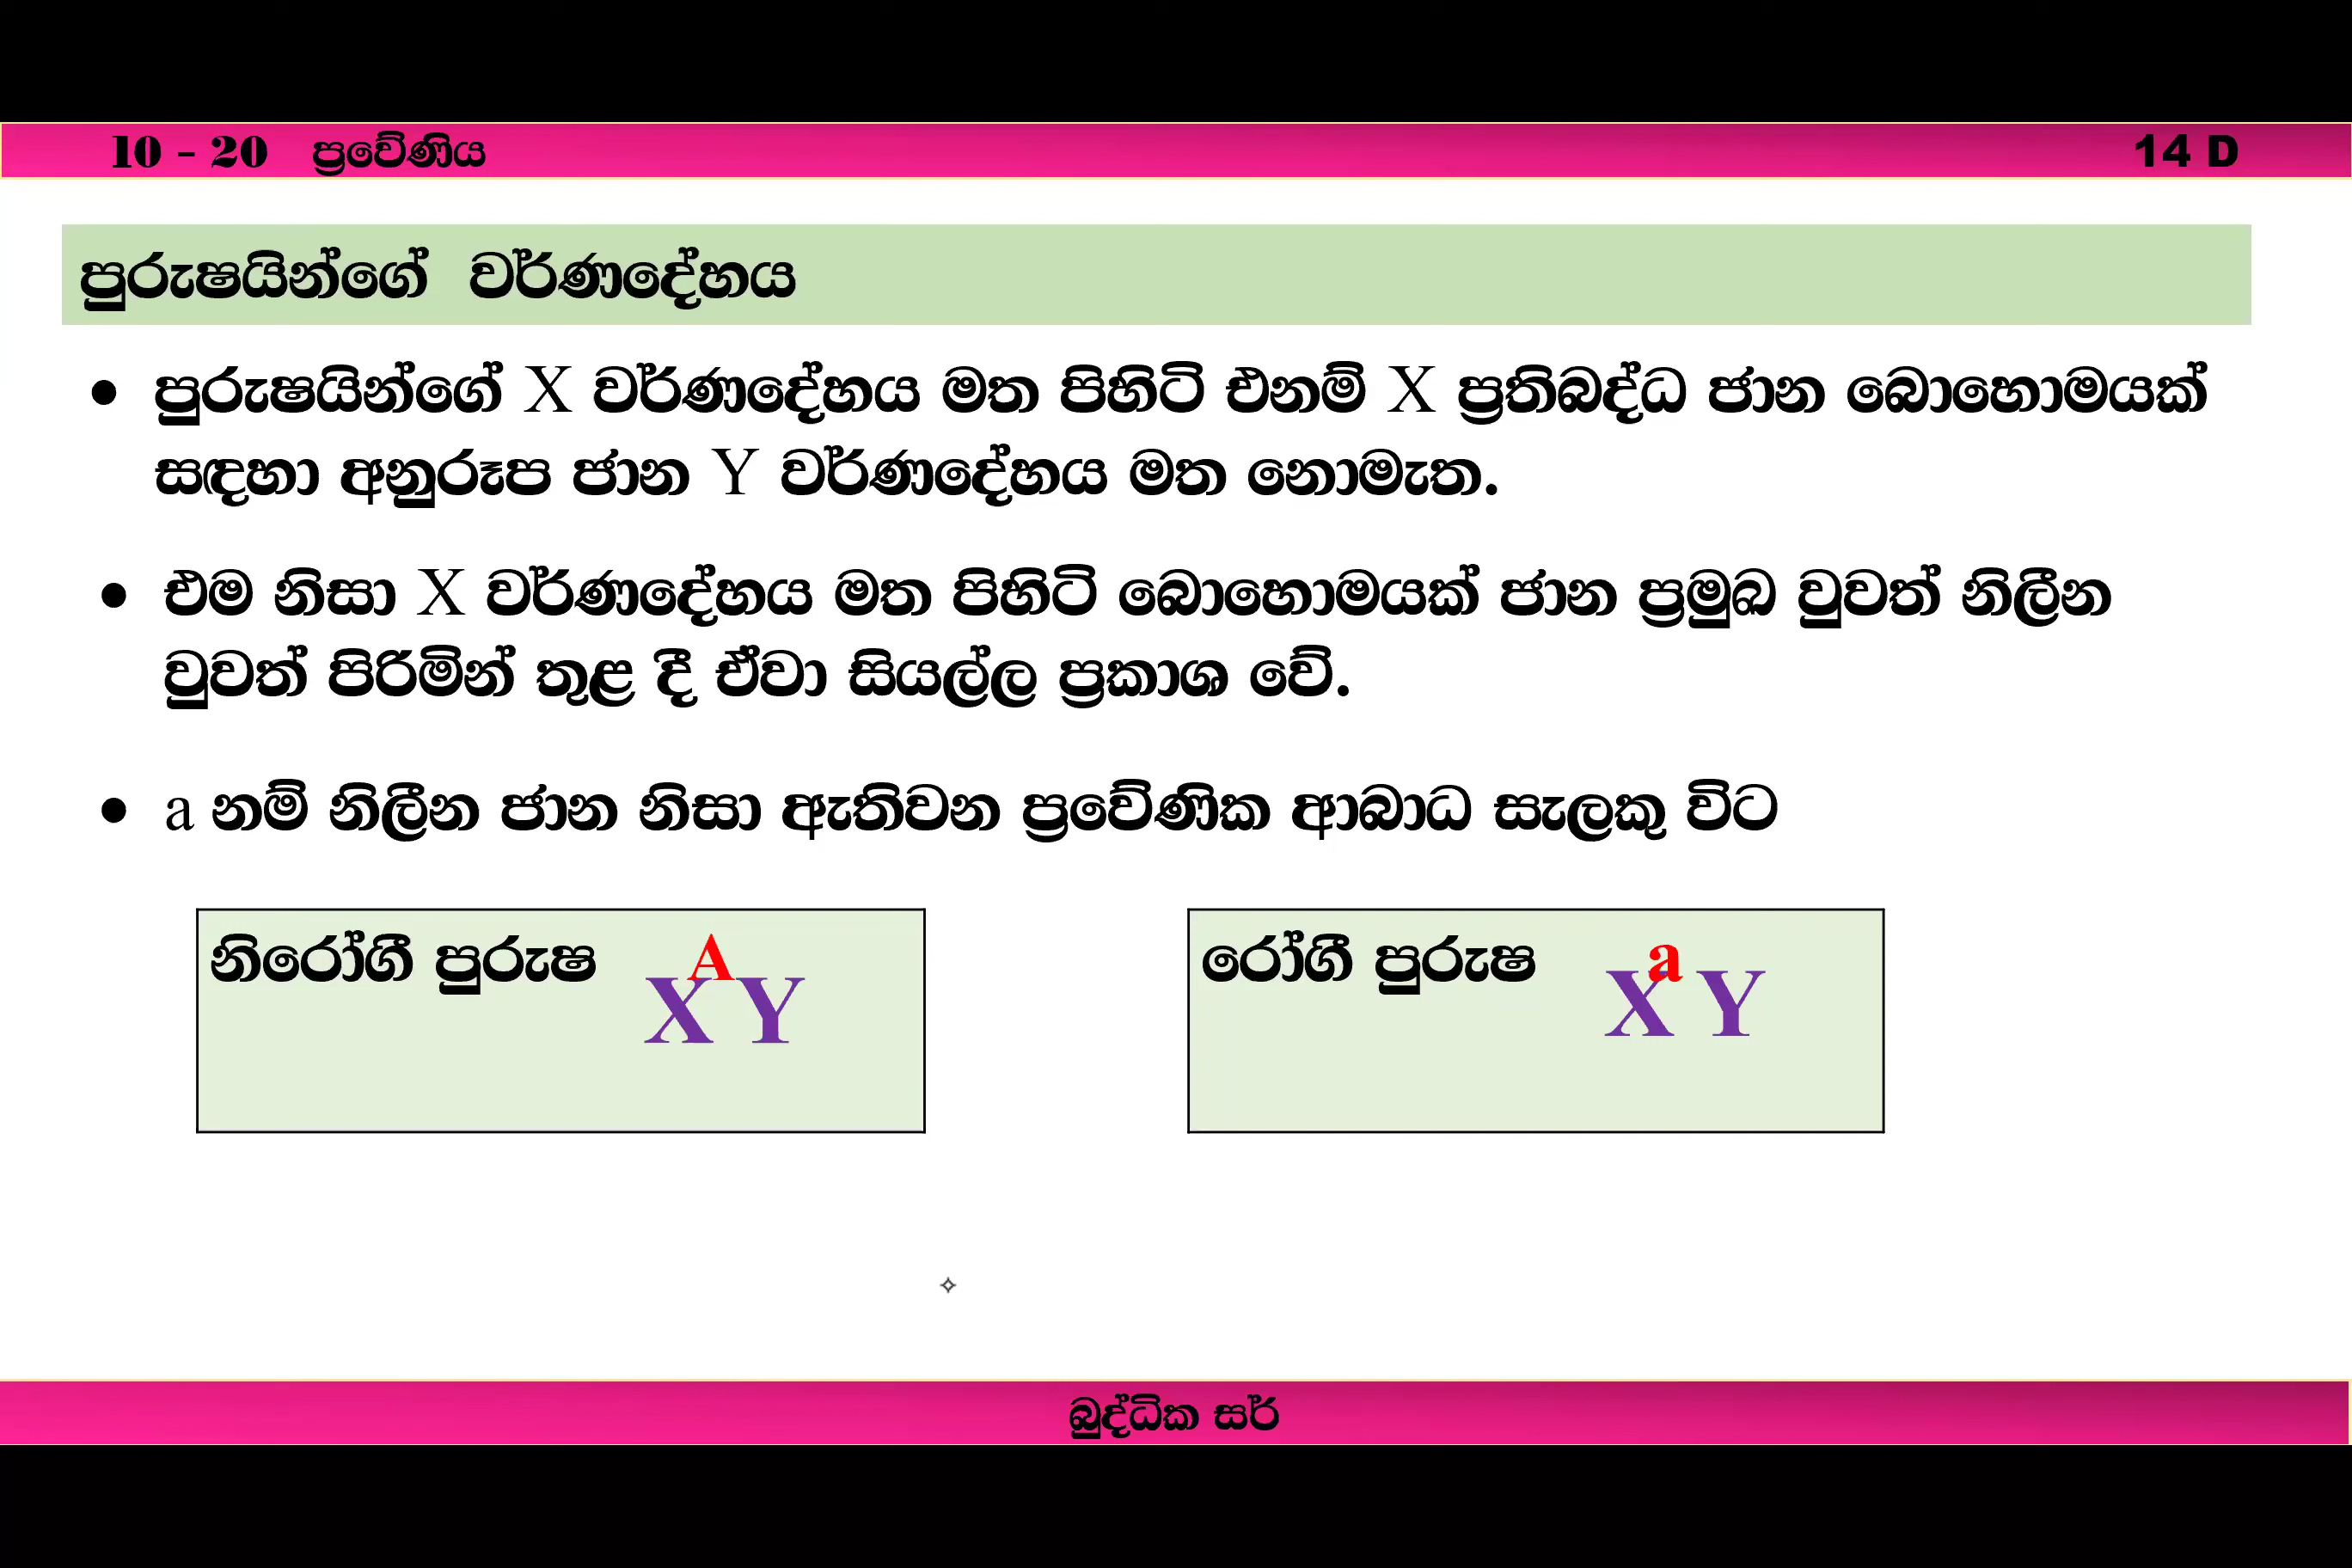 10 - 20 ප්‍රවේණිය
14 D
පුරුෂයින්ගේ වර්ණදේහය
• පුරුෂයින්ගේ X වර්ණදේහය මත පිහිටි එනම් X ප්‍රතිබද්ධ ජාන බොහොමයක්
සඳහා අනුරූප ජාන Y වර්ණදේහය මත නොමැත.
• එම නිසා X වර්ණදේහය මත පිහිටි බොහොමයක් ජාන ප්‍රමුඛ වුවත් නිලීන
වුවත් පිරිමින් තුළ දී ඒවා සියල්ල ප්‍රකාශ වේ.
• a නම් නිලීන ජාන නිසා ඇතිවන ප්‍රවේණික ආබාධ සැලකු විට
නිරෝගී පුරුෂ X^A Y
රෝගී පුරුෂ X^a Y
බුද්ධික සර්